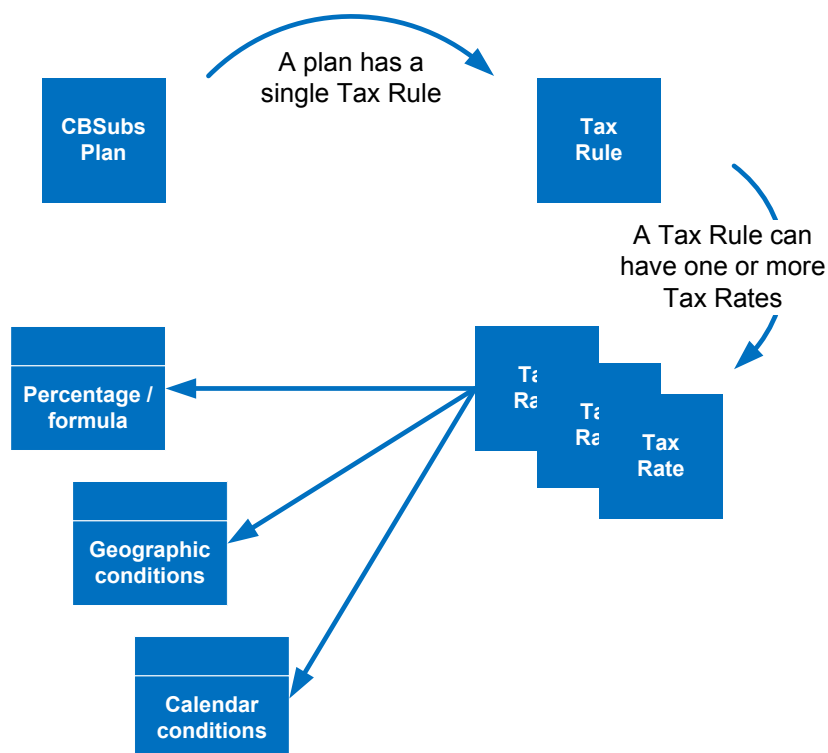 A plan has a
single Tax Rule
CBSubs
Plan
Tax
Rule
A Tax Rule can
have one or more
Tax Rates
Percentage /
formula
Geographic
conditions
Calendar
conditions
Tax
Rate